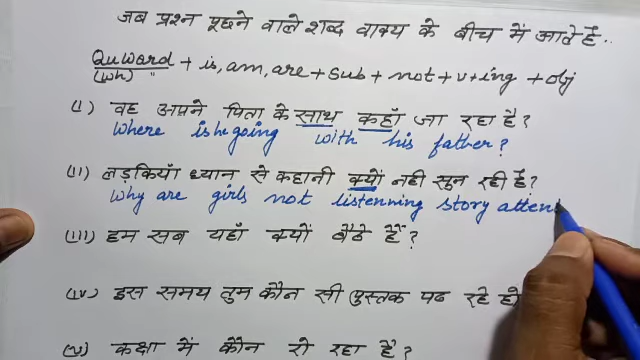 जब प्रश्न पूछने वाले शब्द वाक्य के बीच में आते हैं..
Qu Ward + is, am, are + sub + not + v + ing + obj
(Wh) "
(I) वह अपने पिता के साथ कहाँ जा रहा है?
Where is he going with his father?
(II) लड़कियाँ ध्यान से कहानी क्यों नही सुन रही हैं?
Why are girls not listenning story atten
(III) हम सब यहाँ क्यों बैठे हैं?
(IV) इस समय तुम कौन सी पुस्तक पढ रहे हो
(V) कक्षा में कौन रो रहा है?